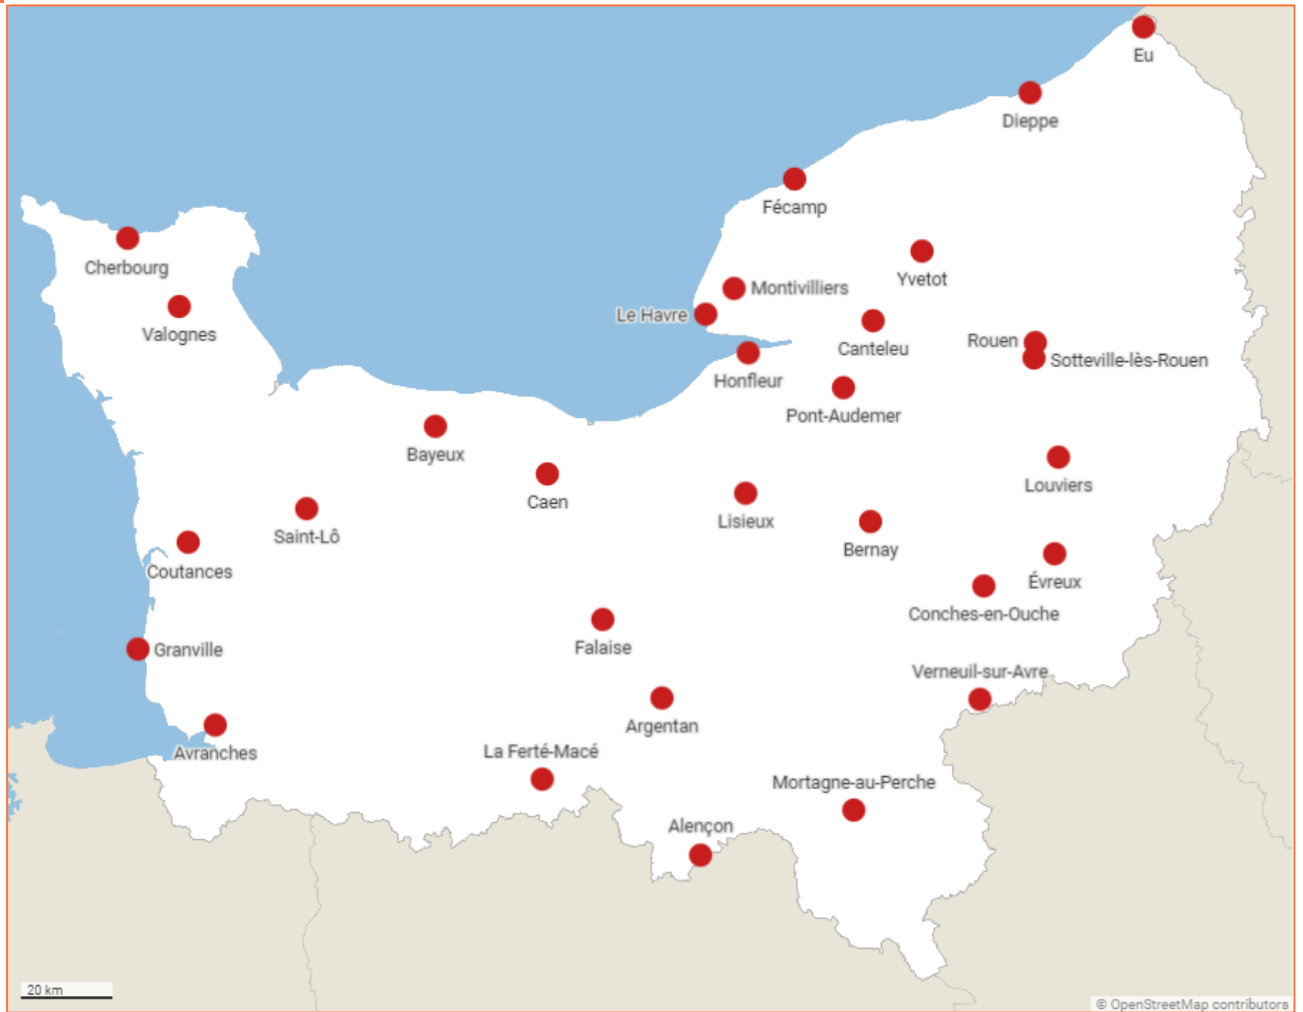 Eu
Dieppe
Fécamp
Cherbourg
Yvetot
Montivilliers
Le Havre
Valognes
Canteleu
Rouen
Sotteville-lès-Rouen
Honfleur
Pont-Audemer
Bayeux
Louviers
Caen
Lisieux
Saint-Lô
Bernay
Coutances
Évreux
Conches-en-Ouche
Falaise
Granville
Verneuil-sur-Avre
Argentan
Avranches
La Ferté-Macé
Mortagne-au-Perche
Alençon
20 km
© OpenStreetMap contributors